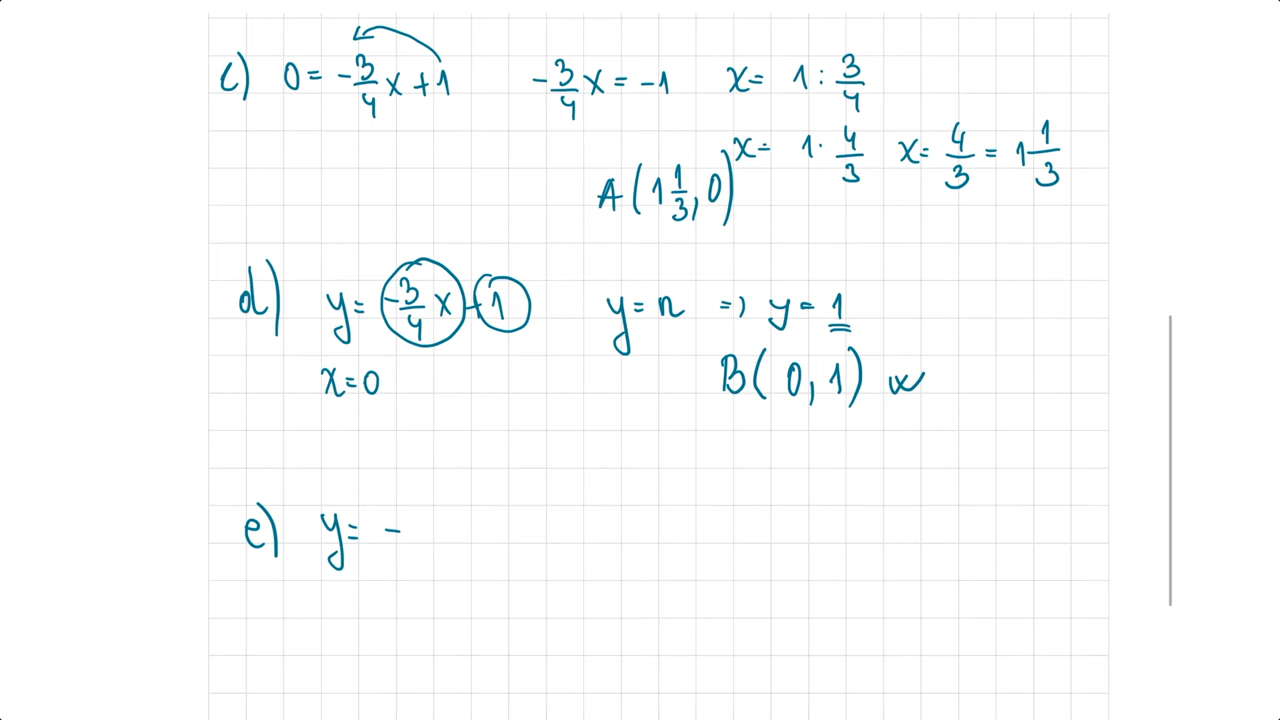 c) 0 = -3/4 x + 1   -3/4 x = -1   x = 1 : 3/4
x = 1 · 4/3   x = 4/3 = 1 1/3
A(1 1/3, 0)
d) y = -3/4 x + 1   y = n => y = 1
x = 0   B(0, 1)
e) y = -